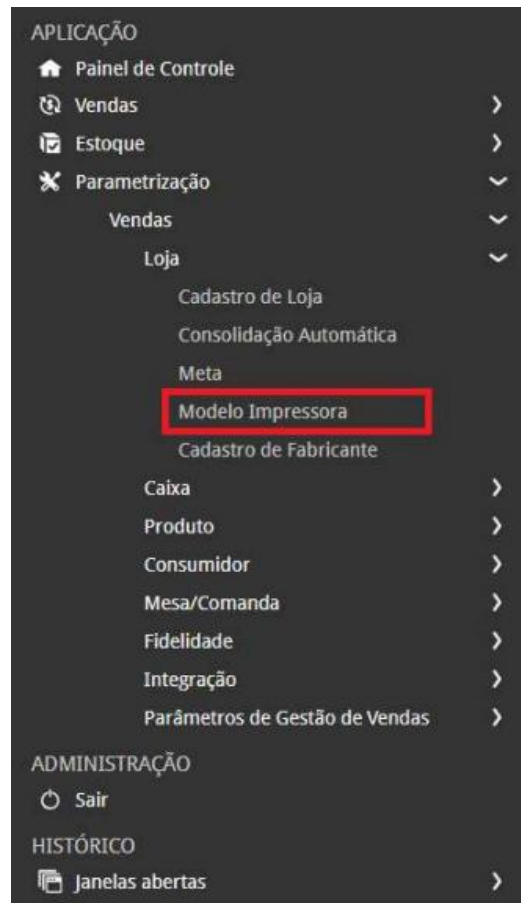 APLICAÇÃO
Painel de Controle
Vendas
Estoque
Parametrização
Vendas
Loja
Cadastro de Loja
Consolidação Automática
Meta
Modelo Impressora
Cadastro de Fabricante
Caixa
Produto
Consumidor
Mesa/Comanda
Fidelidade
Integração
Parâmetros de Gestão de Vendas
ADMINISTRAÇÃO
Sair
HISTÓRICO
Janelas abertas